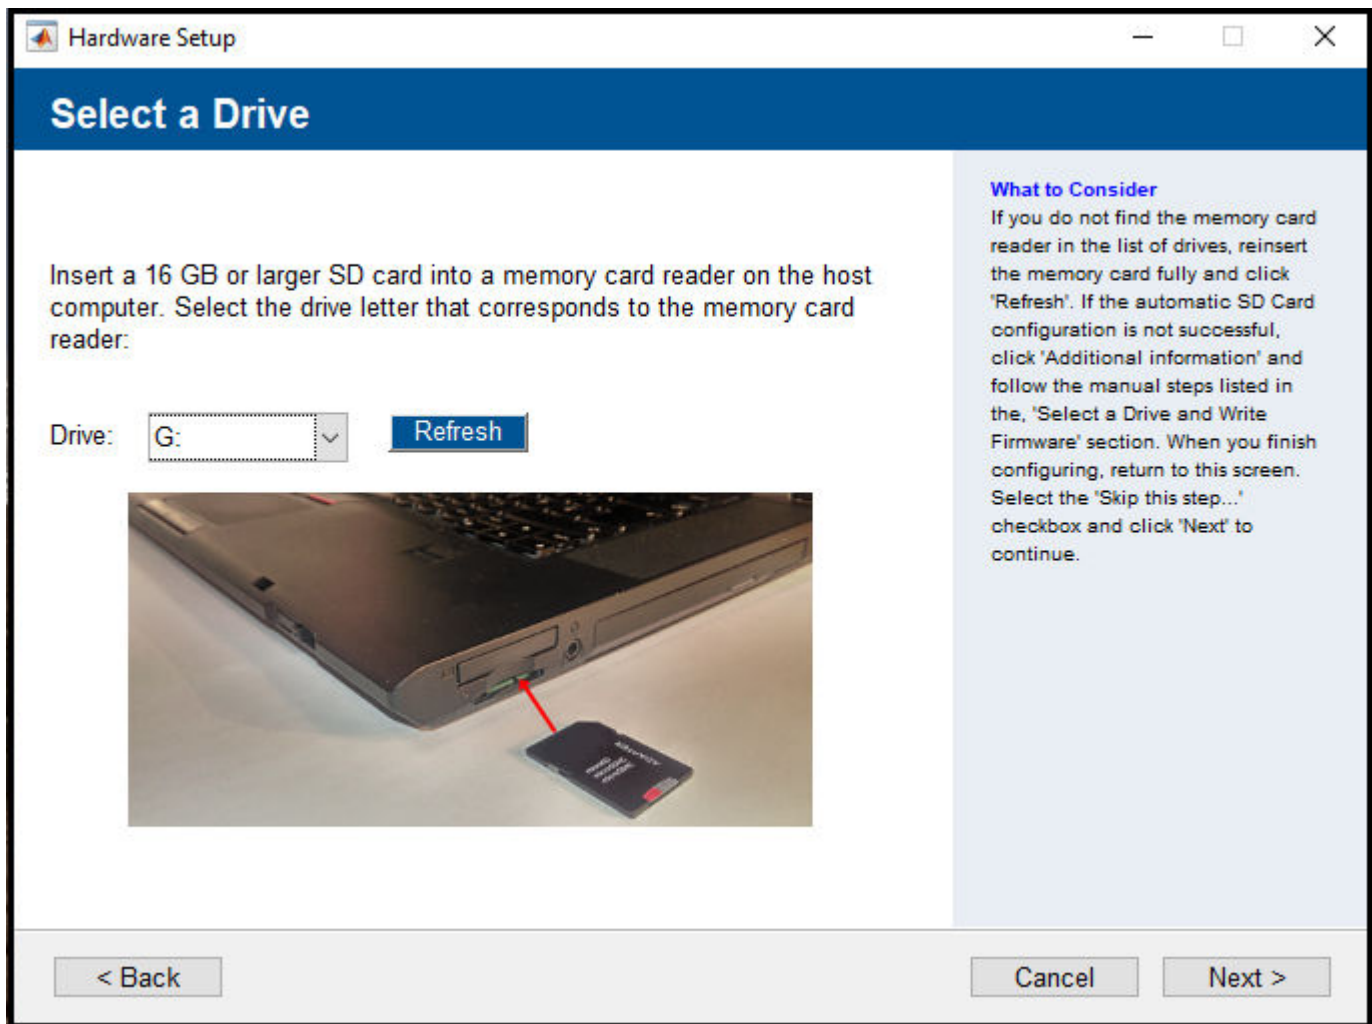 Hardware Setup
Select a Drive
Insert a 16 GB or larger SD card into a memory card reader on the host
computer. Select the drive letter that corresponds to the memory card
reader:
Drive:
G:
Refresh
What to Consider
If you do not find the memory card
reader in the list of drives, reinsert
the memory card fully and click
'Refresh'. If the automatic SD Card
configuration is not successful,
click 'Additional information' and
follow the manual steps listed in
the, 'Select a Drive and Write
Firmware' section. When you finish
configuring, return to this screen.
Select the 'Skip this step...'
checkbox and click 'Next' to
continue.
ADAPTER
< Back
Cancel
Next >